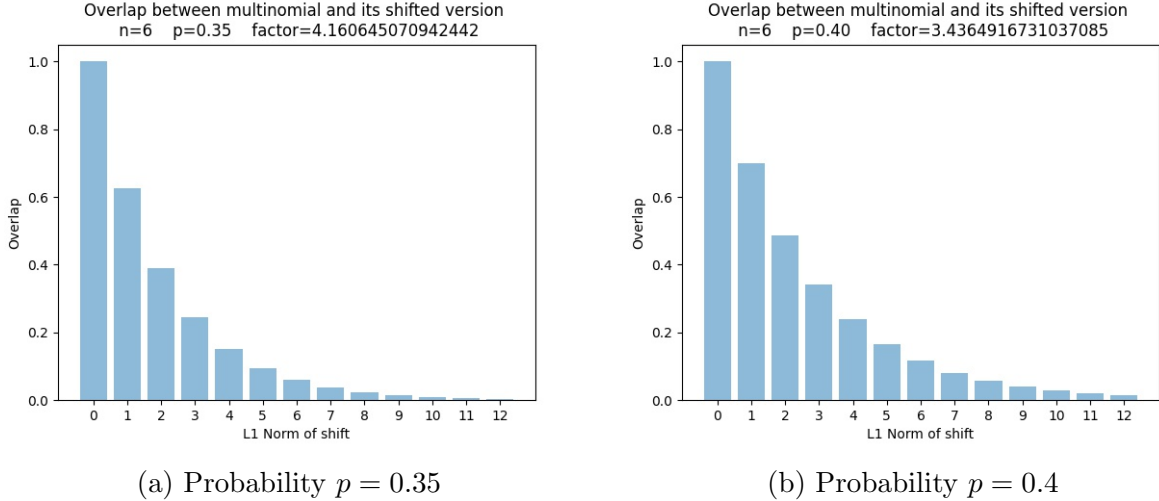 Overlap between multinomial and its shifted version
n=6 p=0.35 factor=4.160645070942442
1.0
0.8
0.6
0.4
0.2
0.0
Overlap
0 1 2 3 4 5 6 7 8 9 10 11 12
L1 Norm of shift
(a) Probability p = 0.35
Overlap between multinomial and its shifted version
n=6 p=0.40 factor=3.4364916731037085
1.0
0.8
0.6
0.4
0.2
0.0
Overlap
0 1 2 3 4 5 6 7 8 9 10 11 12
L1 Norm of shift
(b) Probability p = 0.4